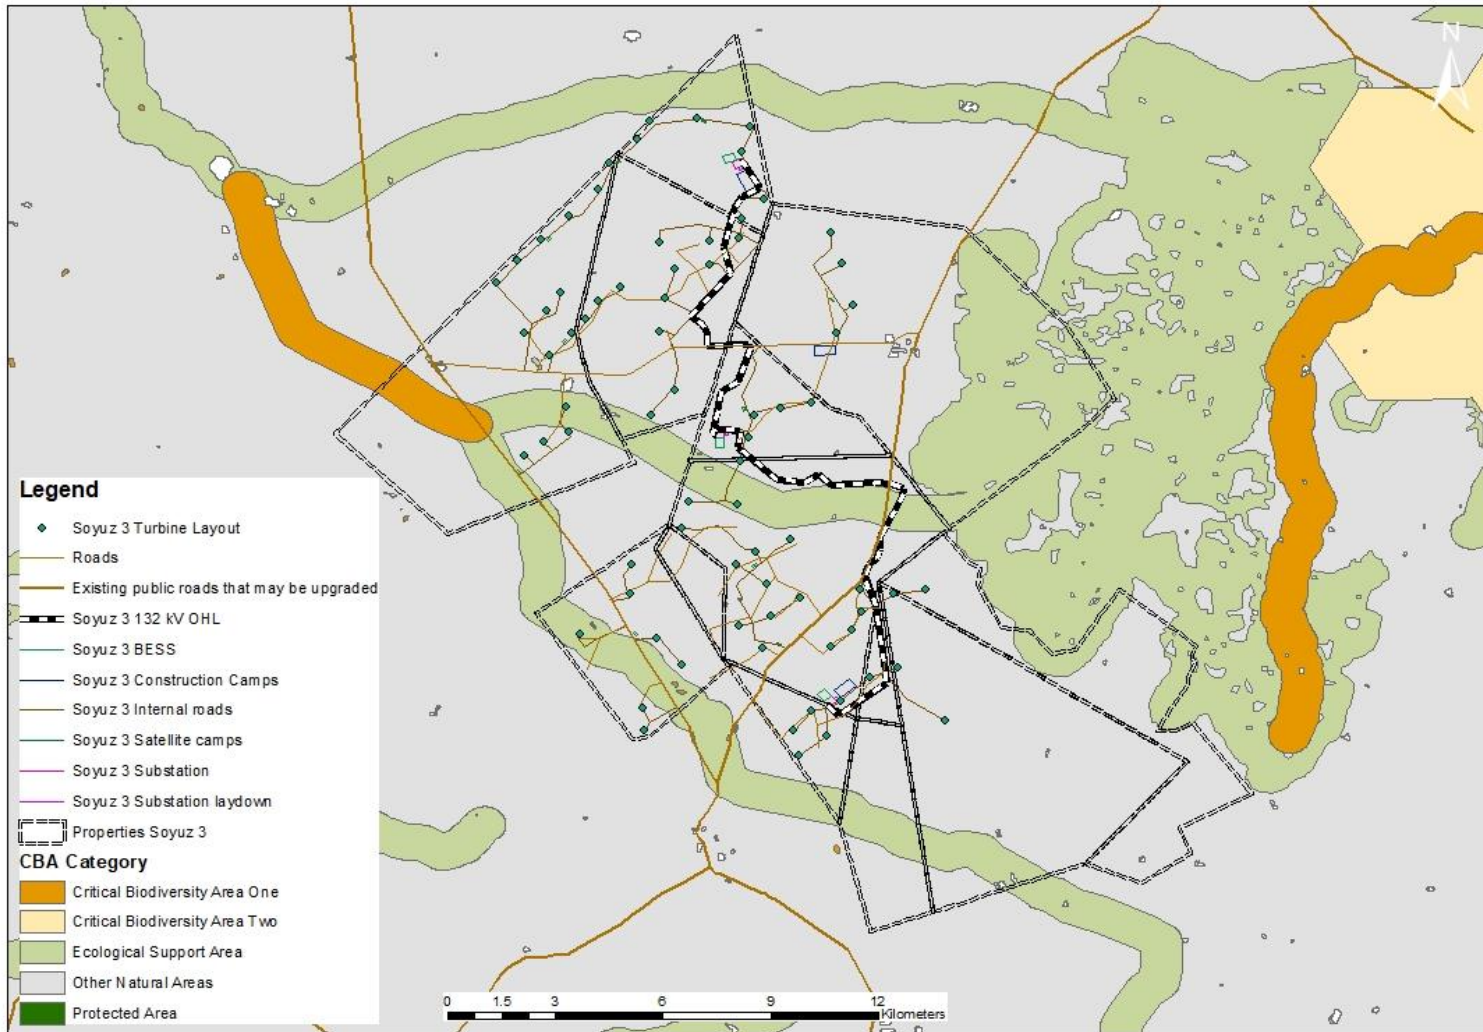 N
Legend
Soyuz 3 Turbine Layout
Roads
Existing public roads that may be upgraded
Soyuz 3 132 kV OHL
Soyuz 3 BESS
Soyuz 3 Construction Camps
Soyuz 3 Internal roads
Soyuz 3 Satellite camps
Soyuz 3 Substation
Soyuz 3 Substation laydown
Properties Soyuz 3
CBA Category
Critical Biodiversity Area One
Critical Biodiversity Area Two
Ecological Support Area
Other Natural Areas
Protected Area
0 1.5 3 6 9 12
Kilometers